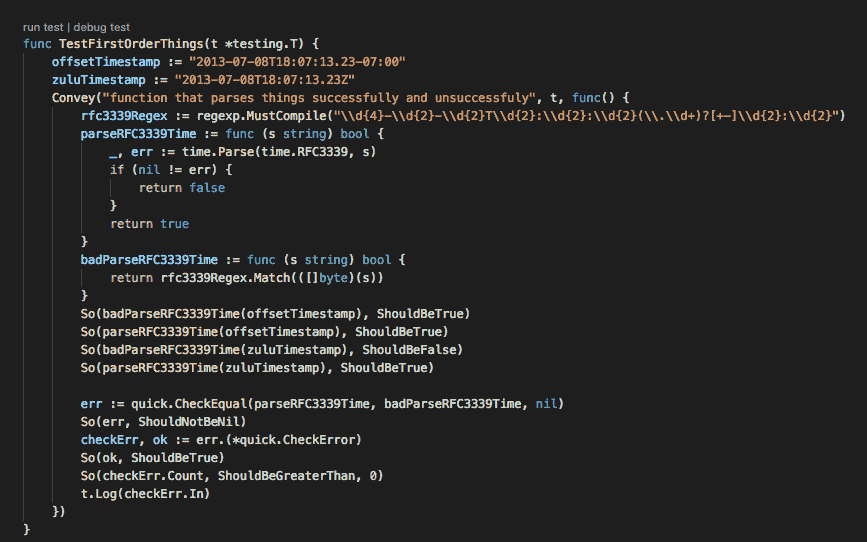 run test | debug test
func TestFirstOrderThings(t *testing.T) {
offsetTimestamp := "2013-07-08T18:07:13.23-07:00"
zuluTimestamp := "2013-07-08T18:07:13.23Z"
Convey("function that parses things successfully and unsuccessfuly", t, func() {
rfc3339Regex := regexp.MustCompile("\\d{4}-\\d{2}-\\d{2}T\\d{2}:\\d{2}:\\d{2}(\\.\\d+)?[+-]\\d{2}:\\d{2}")
parseRFC3339Time := func (s string) bool {
_, err := time.Parse(time.RFC3339, s)
if (nil != err) {
return false
}
return true
}
badParseRFC3339Time := func (s string) bool {
return rfc3339Regex.Match(([]byte)(s))
}
So(badParseRFC3339Time(offsetTimestamp), ShouldBeTrue)
So(parseRFC3339Time(offsetTimestamp), ShouldBeTrue)
So(badParseRFC3339Time(zuluTimestamp), ShouldBeFalse)
So(parseRFC3339Time(zuluTimestamp), ShouldBeTrue)
err := quick.CheckEqual(parseRFC3339Time, badParseRFC3339Time, nil)
So(err, ShouldNotBeNil)
checkErr, ok := err.(*quick.CheckError)
So(ok, ShouldBeTrue)
So(checkErr.Count, ShouldBeGreaterThan, 0)
t.Log(checkErr.In)
})
}